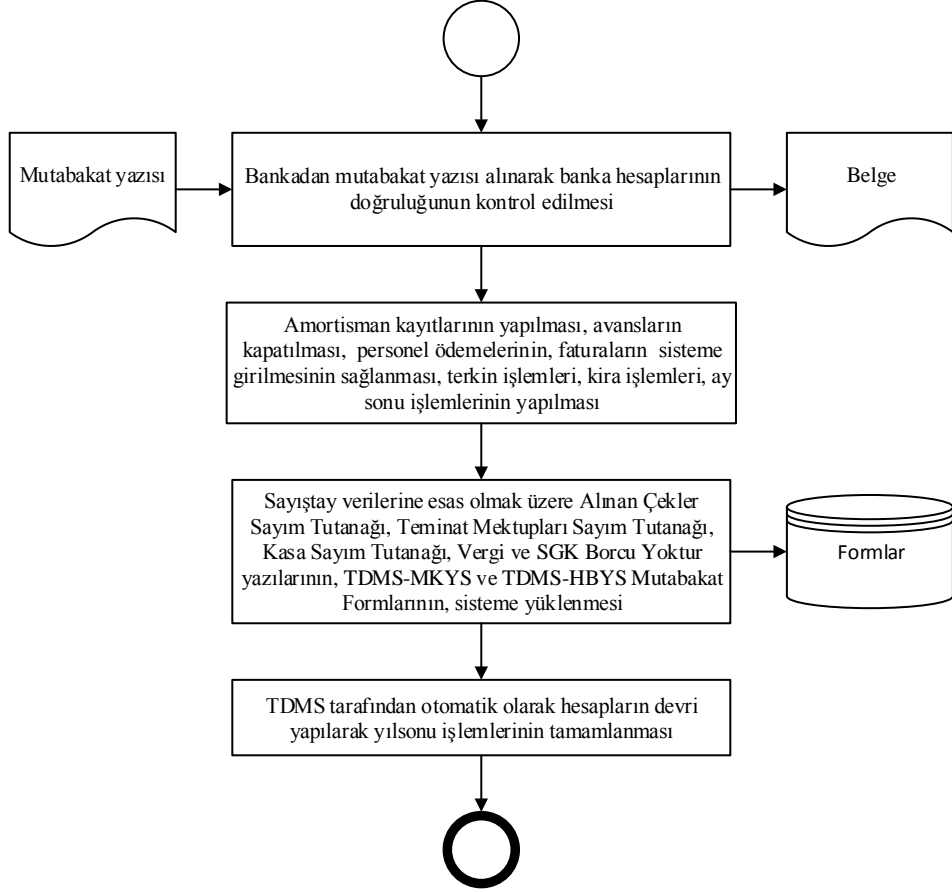 Mutabakat yazısı
Bankadan mutabakat yazısı alınarak banka hesaplarının
doğruluğunun kontrol edilmesi
Belge
Amortisman kayıtlarının yapılması, avansların
kapatılması, personel ödemelerinin, faturaların sisteme
girilmesinin sağlanması, terkin işlemleri, kira işlemleri, ay
sonu işlemlerinin yapılması
Sayıştay verilerine esas olmak üzere Alınan Çekler
Sayım Tutanağı, Teminat Mektupları Sayım Tutanağı,
Kasa Sayım Tutanağı, Vergi ve SGK Borcu Yoktur
yazılarının, TDMS-MKYS ve TDMS-HBYS Mutabakat
Formlarının, sisteme yüklenmesi
Formlar
TDMS tarafından otomatik olarak hesapların devri
yapılarak yılsonu işlemlerinin tamamlanması